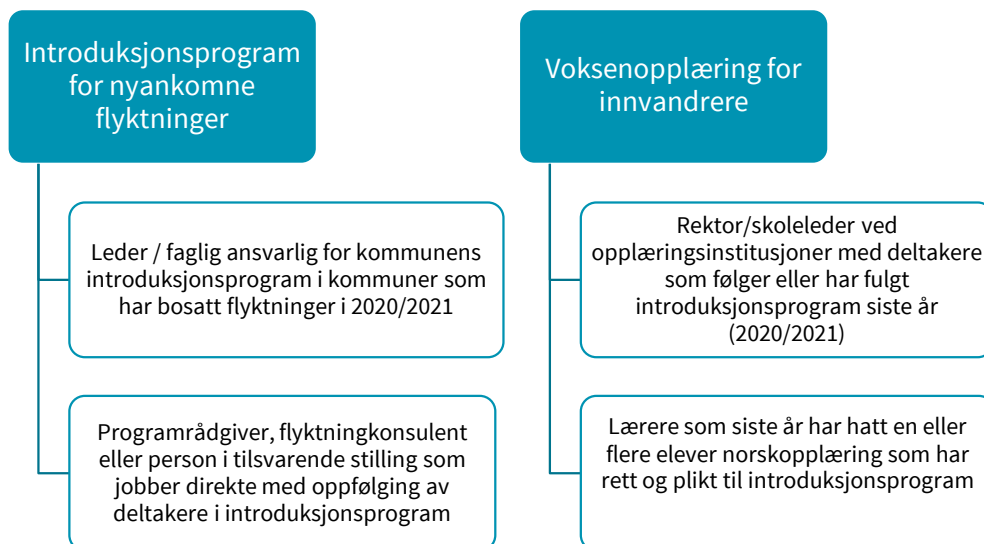 Introduksjonsprogram
for nyankomne
flyktninger
Leder / faglig ansvarlig for kommunens
introduksjonsprogram i kommuner som
har bosatt flyktninger i 2020/2021
Programrådgiver, flyktningkonsulent
eller person i tilsvarende stilling som
jobber direkte med oppfølging av
deltakere i introduksjonsprogram
Voksenopplæring for
innvandrere
Rektor/skoleleder ved
opplæringsinstitusjoner med deltakere
som følger eller har fulgt
introduksjonsprogram siste år
(2020/2021)
Lærere som siste år har hatt en eller
flere elever norskopplæring som har
rett og plikt til introduksjonsprogram